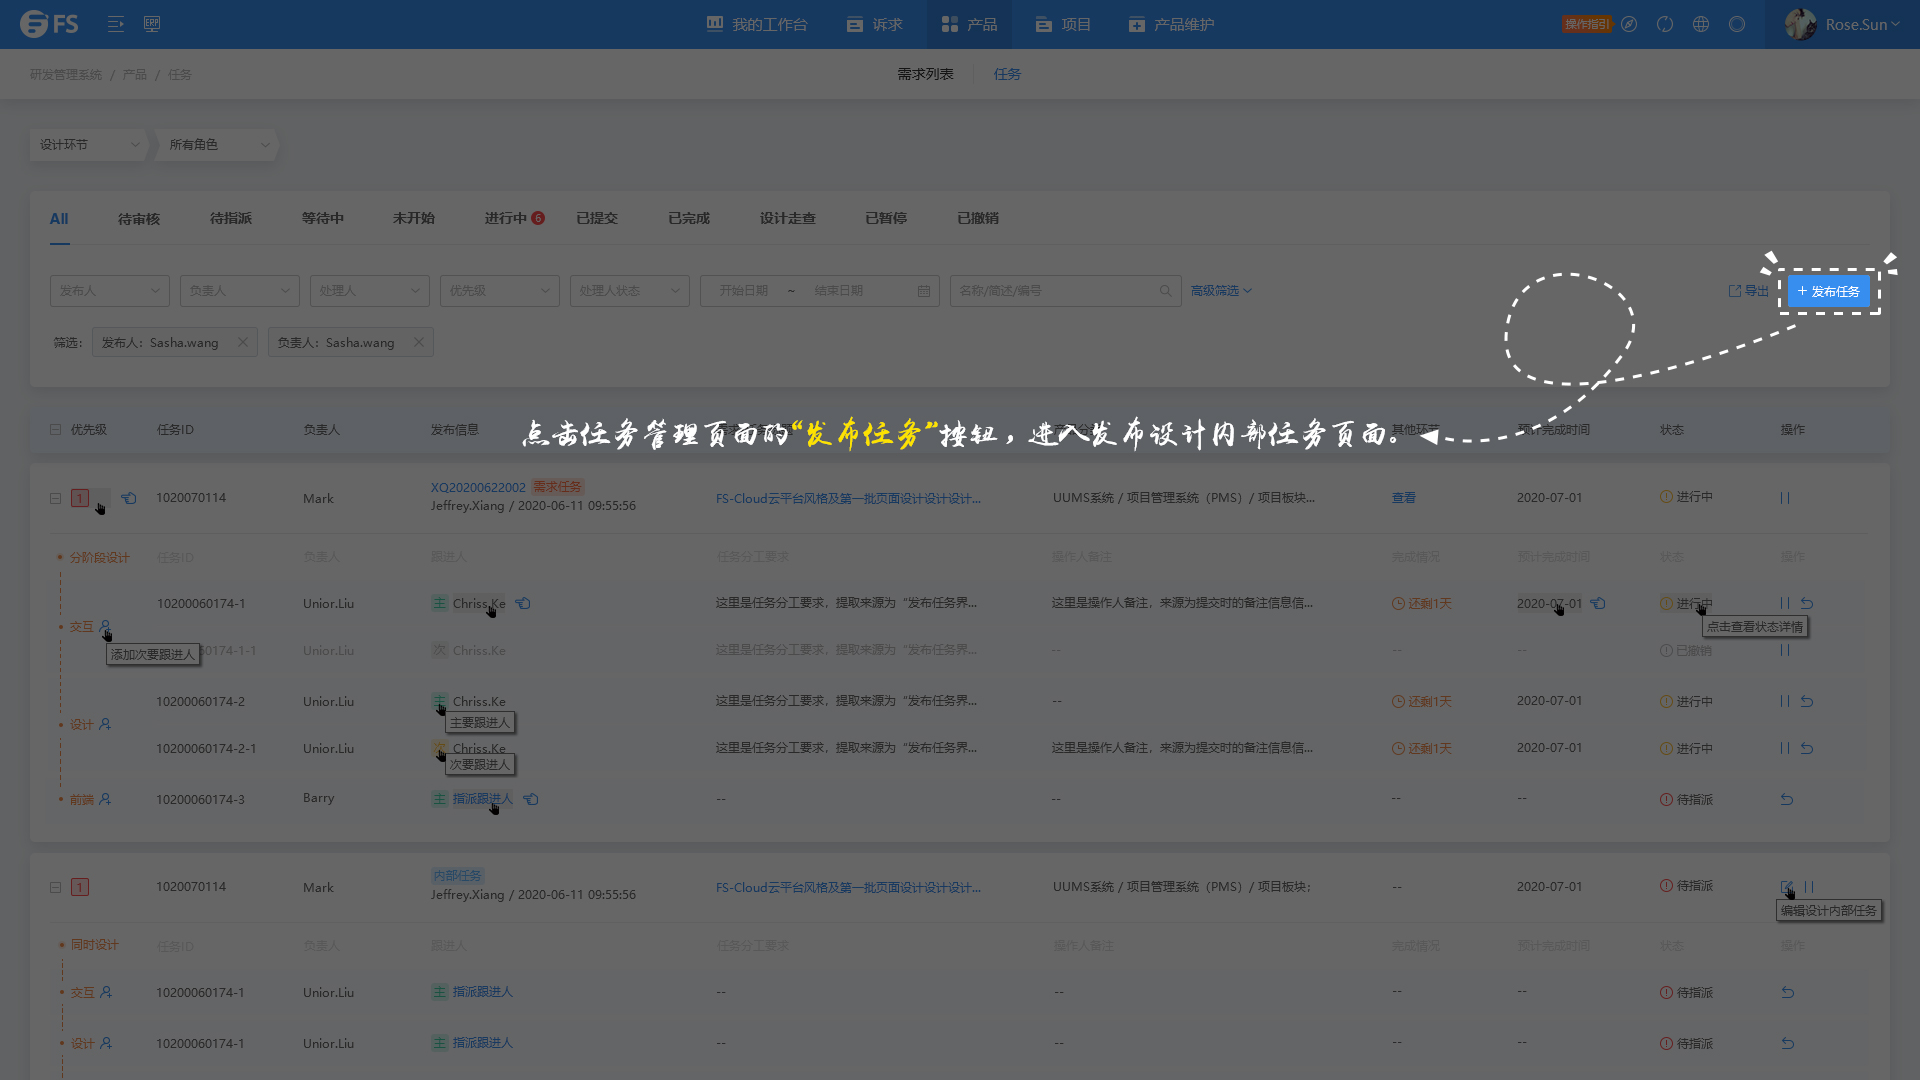 FS
ERP
我的工作台
诉求
产品
项目
产品维护
操作指引
Rose.Sun
研发管理系统 / 产品 / 任务
需求列表
任务
设计环节
所有角色
All
待审核
待指派
等待中
未开始
进行中 6
已提交
已完成
设计走查
已暂停
已撤销
发布人
负责人
处理人
优先级
处理人状态
开始日期 ~ 结束日期
名称/简述/编号
高级筛选
导出
+ 发布任务
筛选:
发布人: Sasha.wang
负责人: Sasha.wang
点击任务管理页面的“发布任务”按钮，进入发布设计内部任务页面。
优先级 任务ID 负责人 发布信息 其他环节 预计完成时间 状态 操作
1 1020070114 Mark
XQ20200622002 需求任务
Jeffrey.Xiang / 2020-06-11 09:55:56
FS-Cloud云平台风格及第一批页面设计设计设计...
UUMS系统 / 项目管理系统（PMS）/ 项目板块...
查看 2020-07-01 进行中
分阶段设计 任务ID 负责人 跟进人 任务分工要求 操作人备注 完成情况 预计完成时间 状态 操作
10200060174-1 Unior.Liu 主 Chriss.Ke 这里是任务分工要求，提取来源为“发布任务界... 这里是操作人备注，来源为提交时的备注信息信... 还剩1天 2020-07-01 进行中
交互
点击查看状态详情
添加次要跟进人
0174-1-1 Unior.Liu 次 Chriss.Ke 这里是任务分工要求，提取来源为“发布任务界... -- -- -- 已撤销
10200060174-2 Unior.Liu 主 Chriss.Ke 这里是任务分工要求，提取来源为“发布任务界... -- 还剩1天 2020-07-01 进行中
设计
主要跟进人
10200060174-2-1 Unior.Liu 次 Chriss.Ke 这里是任务分工要求，提取来源为“发布任务界... 这里是操作人备注，来源为提交时的备注信息信... 还剩1天 2020-07-01 进行中
次要跟进人
前端 10200060174-3 Barry 主 指派跟进人 -- -- -- -- 待指派
1 1020070114 Mark
内部任务
Jeffrey.Xiang / 2020-06-11 09:55:56
FS-Cloud云平台风格及第一批页面设计设计设计...
UUMS系统 / 项目管理系统（PMS）/ 项目板块;
-- 2020-07-01 待指派
编辑设计内部任务
同时设计 任务ID 负责人 跟进人 任务分工要求 操作人备注 完成情况 预计完成时间 状态 操作
交互 10200060174-1 Unior.Liu 主 指派跟进人 -- -- -- -- 待指派
设计 10200060174-1 Unior.Liu 主 指派跟进人 -- -- -- -- 待指派